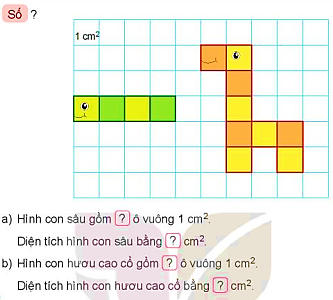 Số ?
1 cm²
a) Hình con sâu gồm ? ô vuông 1 cm².
Diện tích hình con sâu bằng ? cm².
b) Hình con hươu cao cổ gồm ? ô vuông 1 cm².
Diện tích hình con hươu cao cổ bằng ? cm².